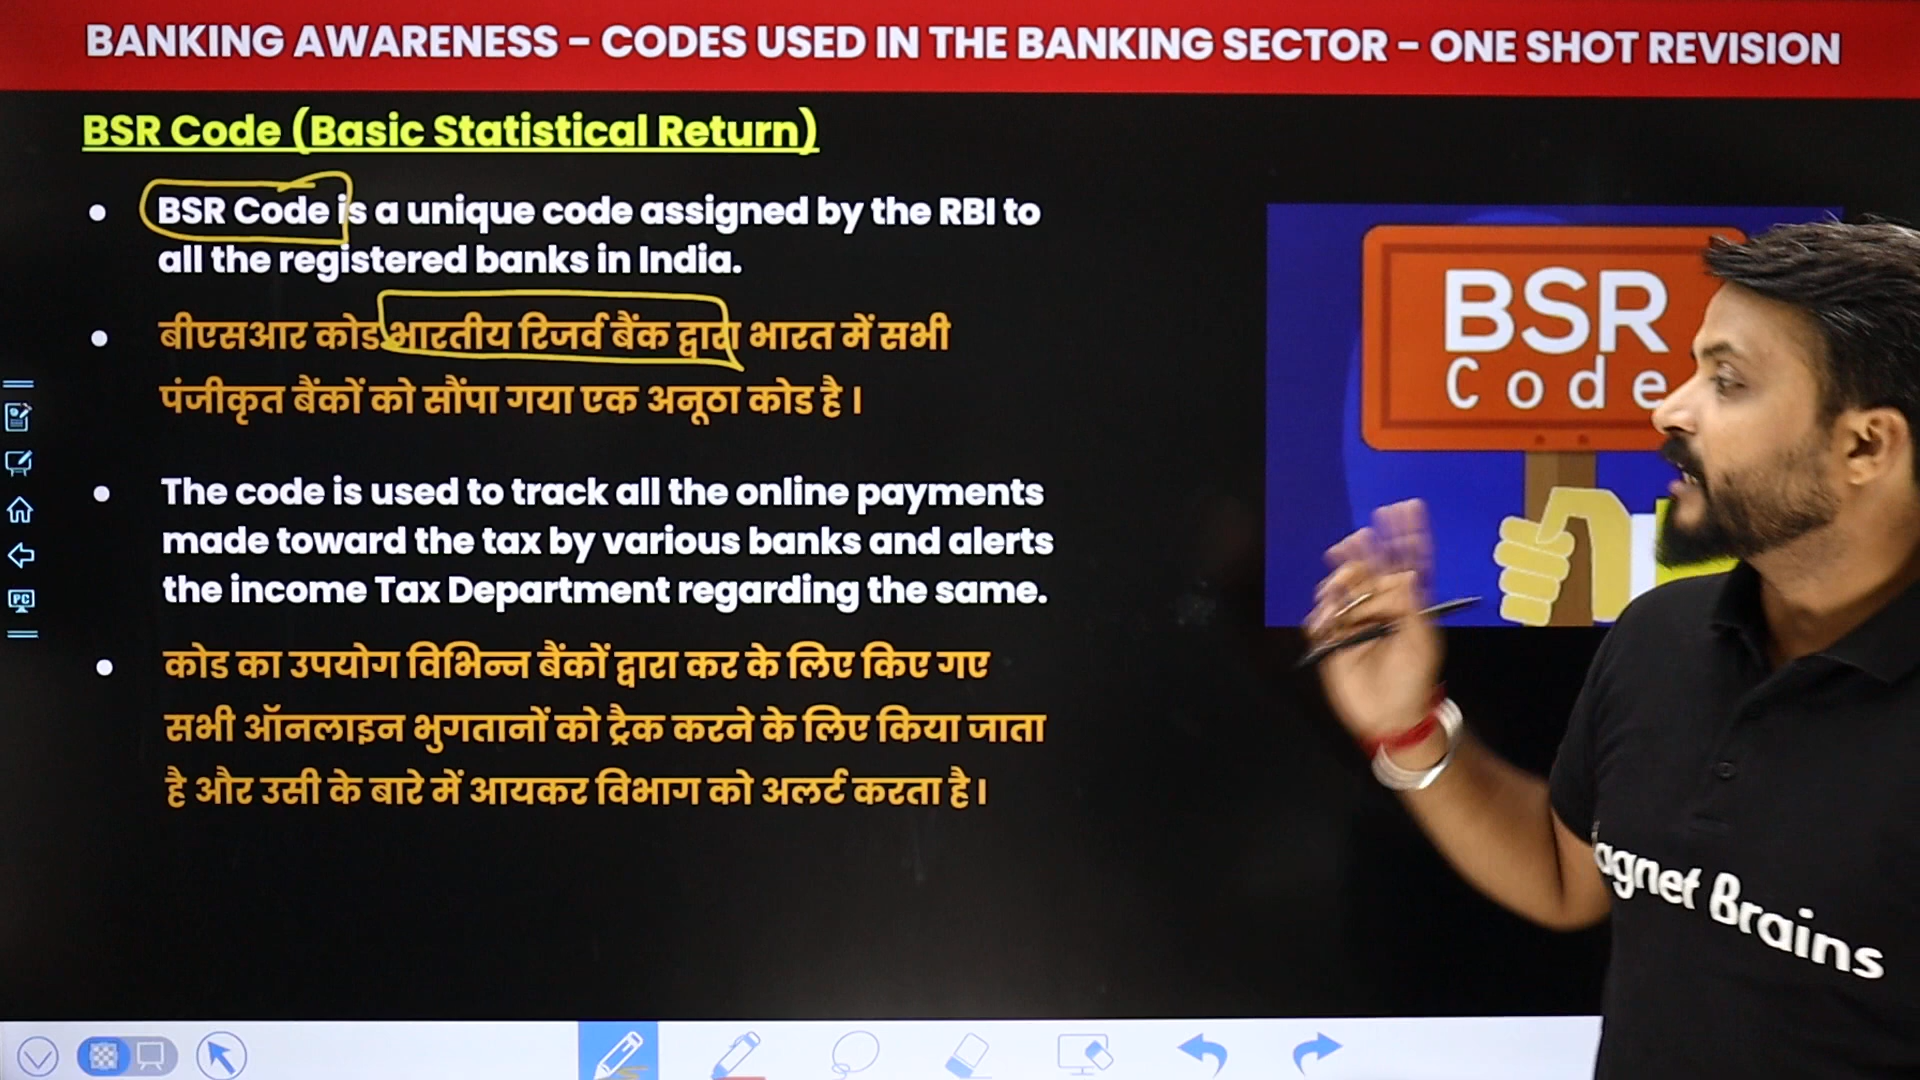 BANKING AWARENESS – CODES USED IN THE BANKING SECTOR – ONE SHOT REVISION
BSR Code (Basic Statistical Return)
BSR Code is a unique code assigned by the RBI to
all the registered banks in India.
बीएसआर कोड भारतीय रिजर्व बैंक द्वारा भारत में सभी
पंजीकृत बैंकों को सौंपा गया एक अनूठा कोड है।
The code is used to track all the online payments
made toward the tax by various banks and alerts
the income Tax Department regarding the same.
कोड का उपयोग विभिन्न बैंकों द्वारा कर के लिए किए गए
सभी ऑनलाइन भुगतानों को ट्रैक करने के लिए किया जाता
है और उसी के बारे में आयकर विभाग को अलर्ट करता है।
BSR
Code
PC
agnet Brains